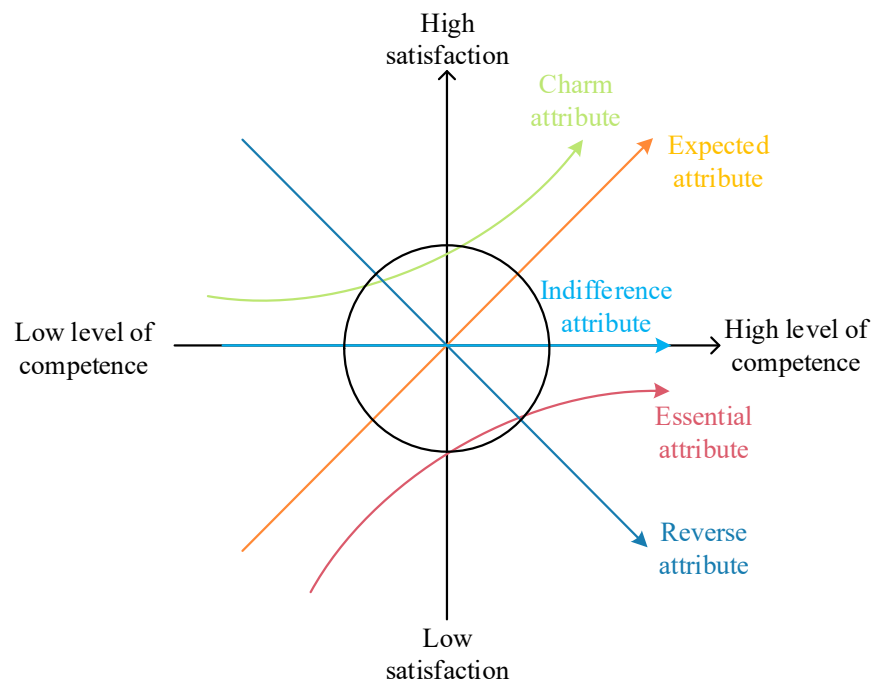 High
satisfaction
Charm
attribute
Expected
attribute
Indifference
attribute
Low level of
competence
High level of
competence
Essential
attribute
Reverse
attribute
Low
satisfaction